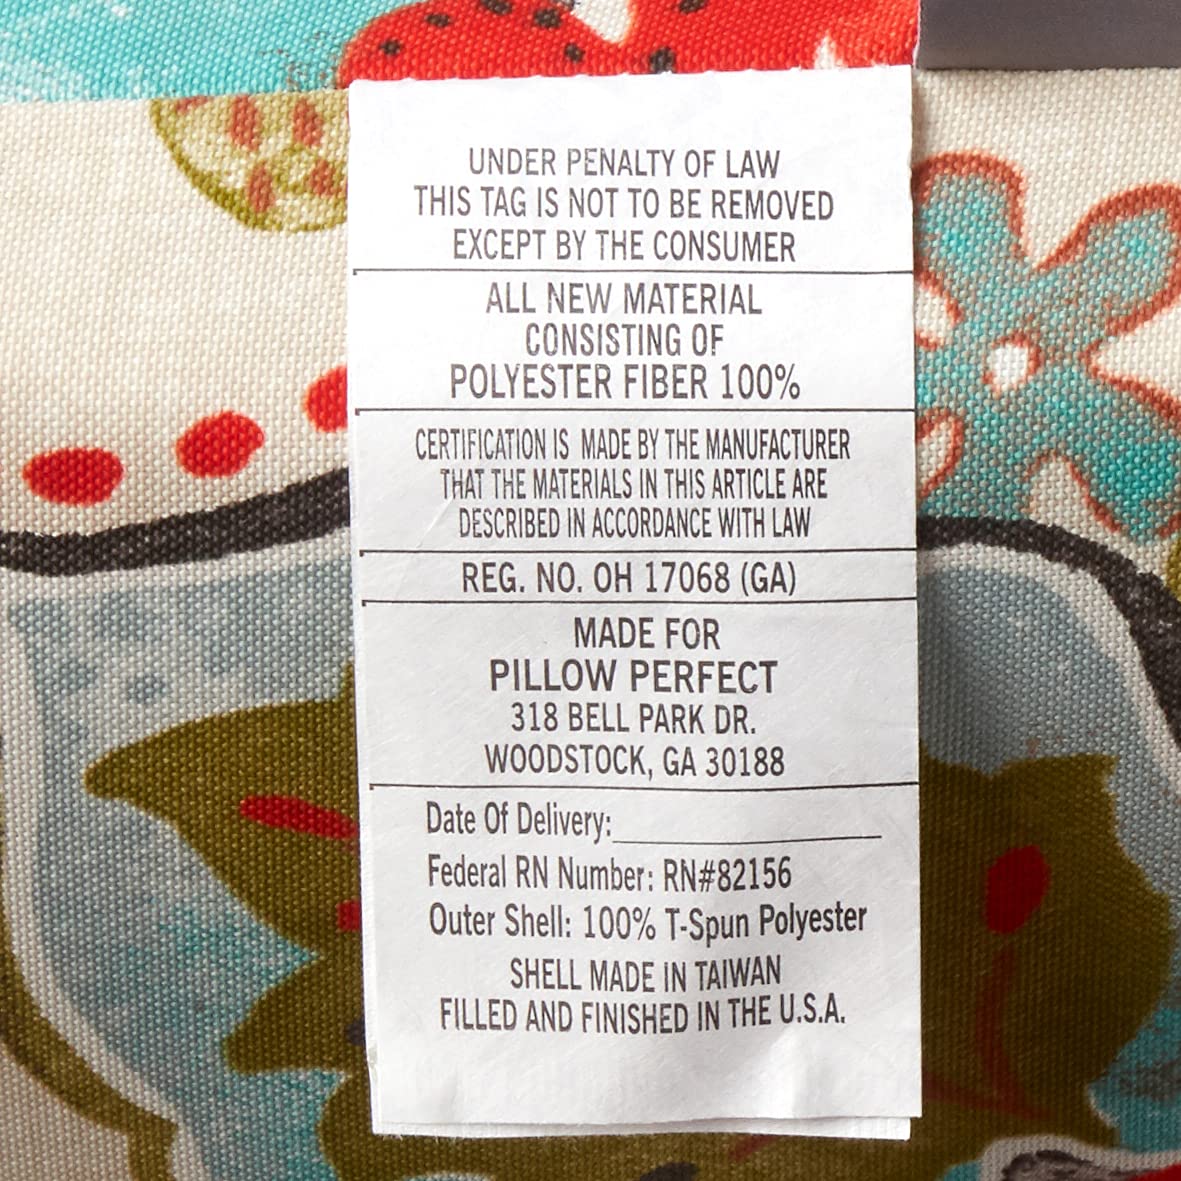 UNDER PENALTY OF LAW
THIS TAG IS NOT TO BE REMOVED
EXCEPT BY THE CONSUMER
ALL NEW MATERIAL
CONSISTING OF
POLYESTER FIBER 100%
CERTIFICATION IS MADE BY THE MANUFACTURER
THAT THE MATERIALS IN THIS ARTICLE ARE
DESCRIBED IN ACCORDANCE WITH LAW
REG. NO. OH 17068 (GA)
MADE FOR
PILLOW PERFECT
318 BELL PARK DR.
WOODSTOCK, GA 30188
Date Of Delivery:____________________
Federal RN Number: RN#82156
Outer Shell: 100% T-Spun Polyester
SHELL MADE IN TAIWAN
FILLED AND FINISHED IN THE U.S.A.